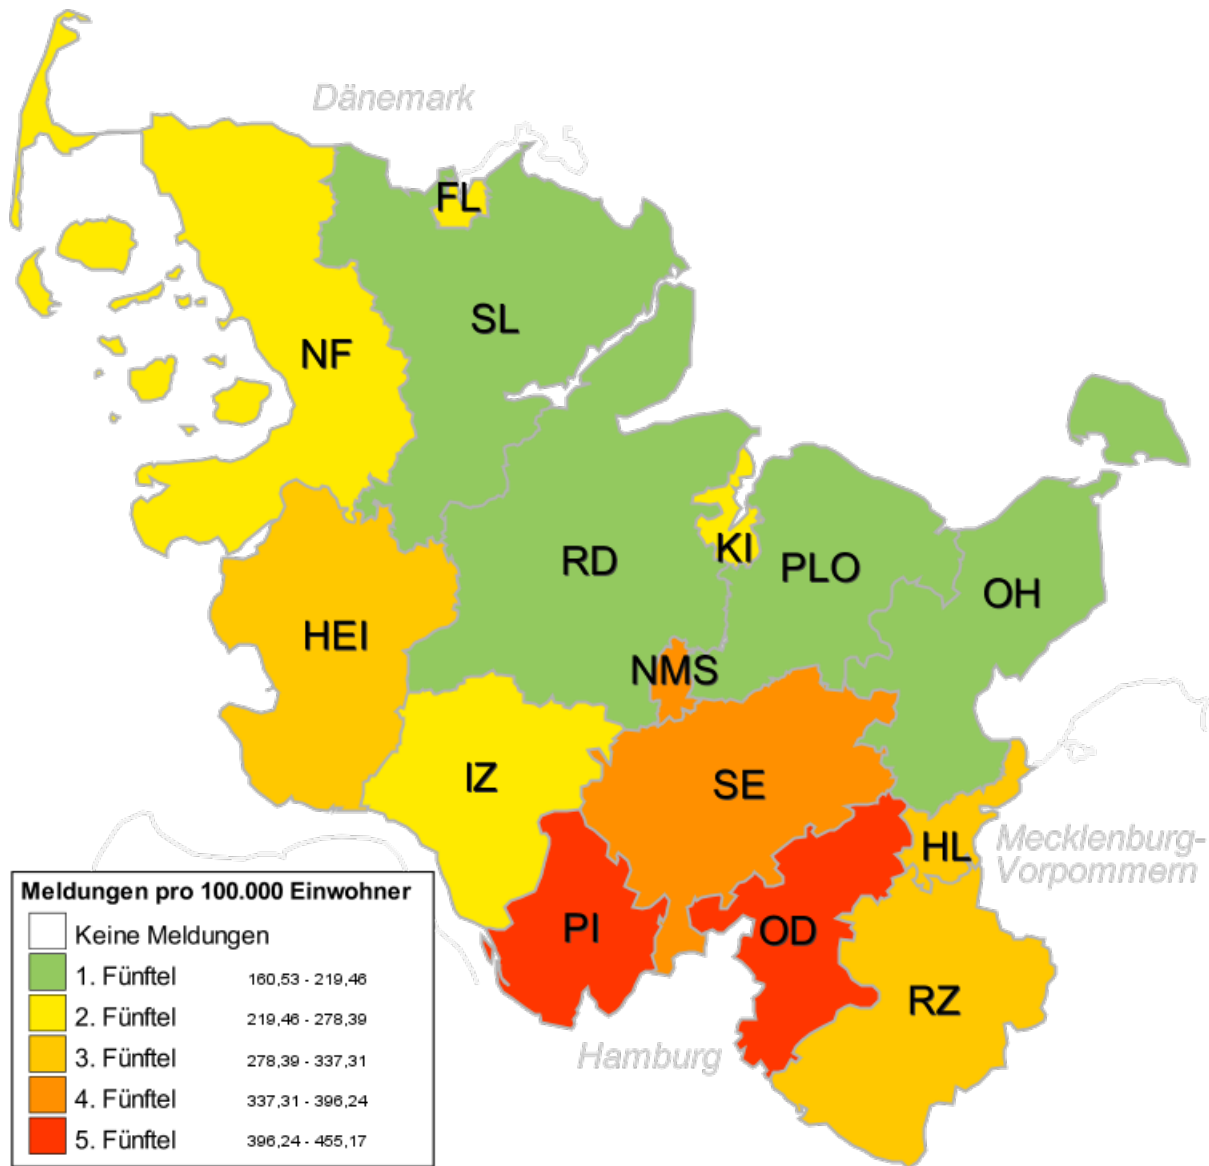 Dänemark
FL
SL
NF
RD
KI
PLO
OH
HEI
NMS
IZ
SE
HL
Mecklenburg-
Vorpommern
PI
OD
RZ
Hamburg
Meldungen pro 100.000 Einwohner
Keine Meldungen
1. Fünftel 160,53 - 219,46
2. Fünftel 219,46 - 278,39
3. Fünftel 278,39 - 337,31
4. Fünftel 337,31 - 396,24
5. Fünftel 396,24 - 455,17